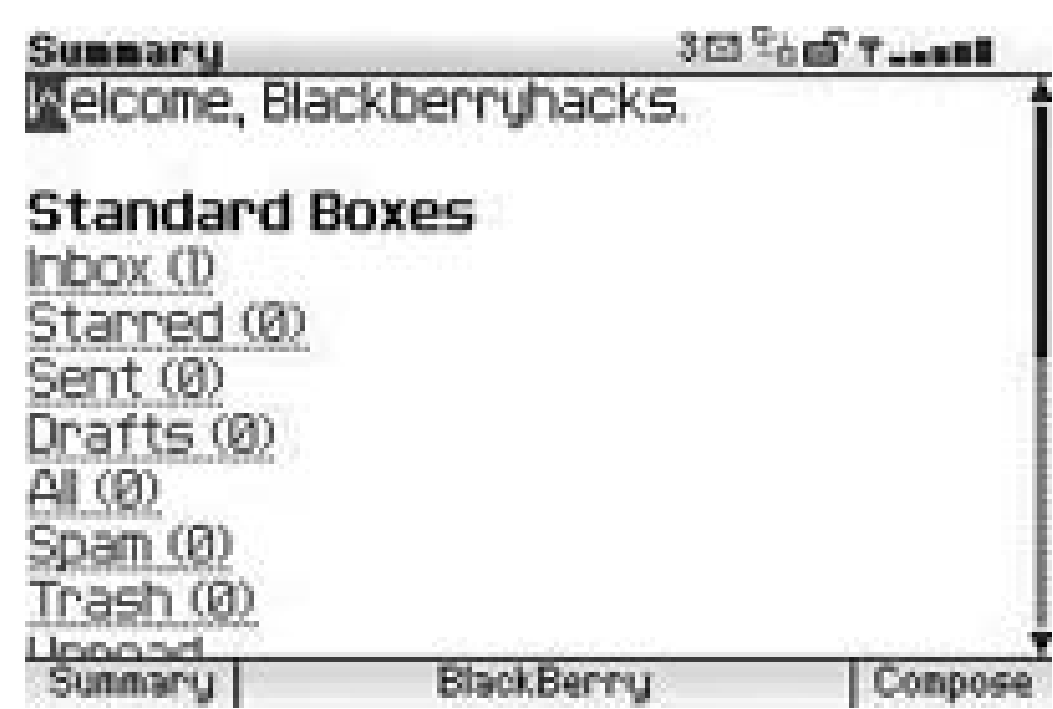 Summary 3
Welcome, Blackberryhacks.
Standard Boxes
Inbox (1)
Starred (0)
Sent (0)
Drafts (0)
All (0)
Spam (0)
Trash (0)
Summary BlackBerry Compose